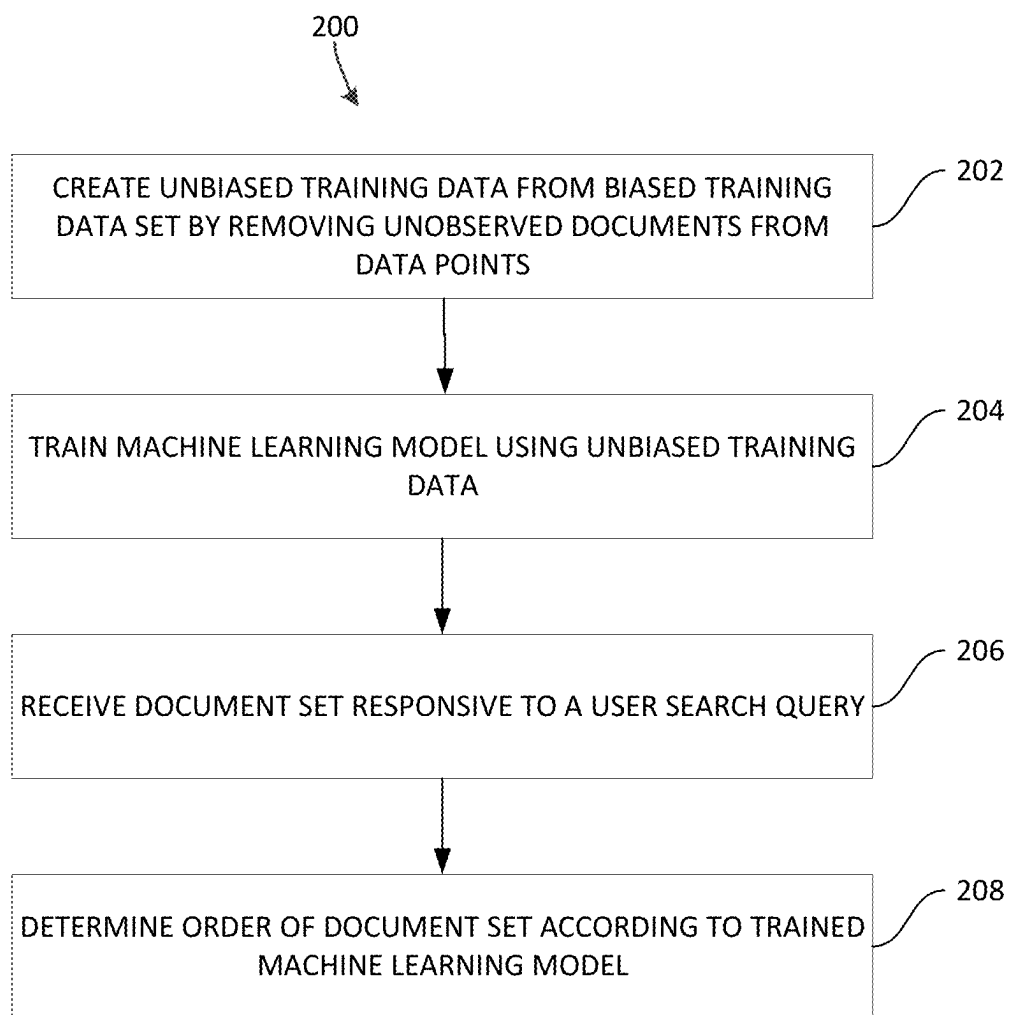 200
CREATE UNBIASED TRAINING DATA FROM BIASED TRAINING
DATA SET BY REMOVING UNOBSERVED DOCUMENTS FROM
DATA POINTS
202
TRAIN MACHINE LEARNING MODEL USING UNBIASED TRAINING
DATA
204
RECEIVE DOCUMENT SET RESPONSIVE TO A USER SEARCH QUERY
206
DETERMINE ORDER OF DOCUMENT SET ACCORDING TO TRAINED
MACHINE LEARNING MODEL
208